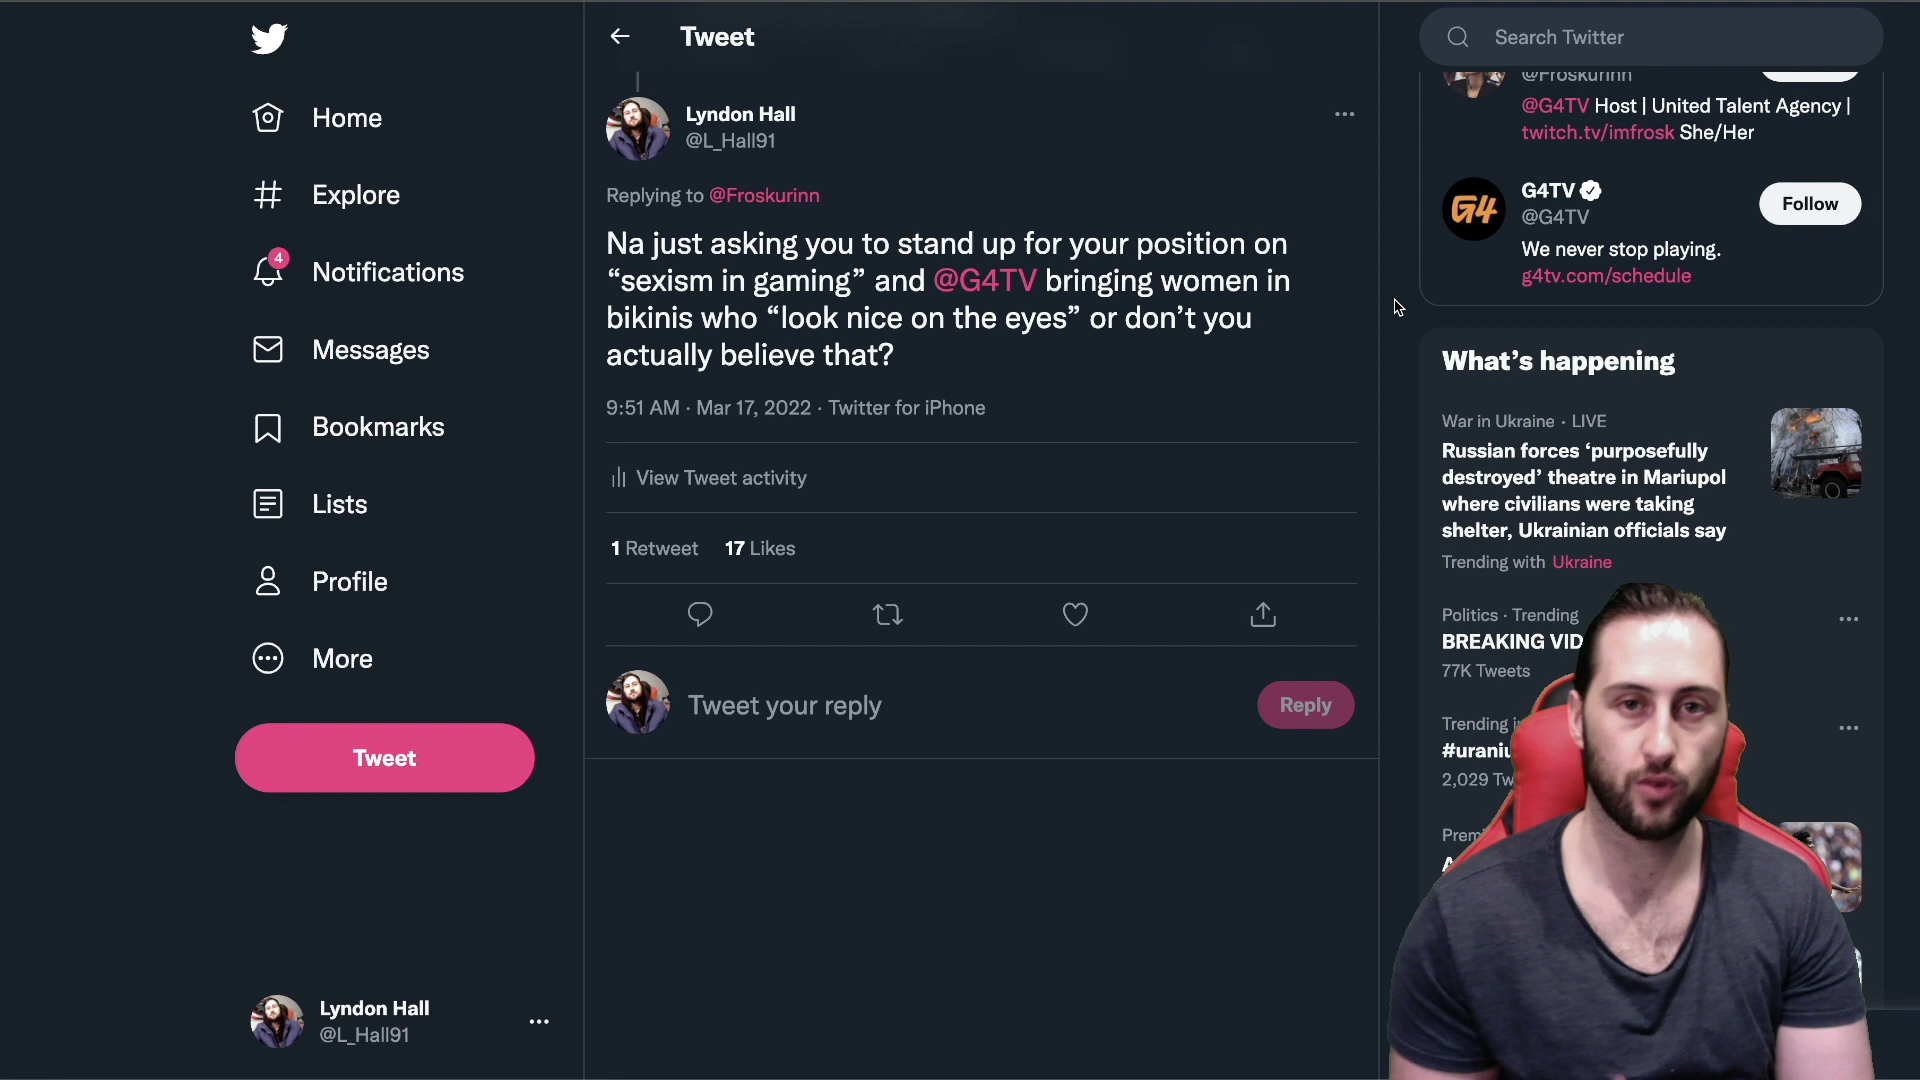 Home
Explore
4
Notifications
Messages
Bookmarks
Lists
Profile
More
Tweet
Lyndon Hall
@L_Hall91
Tweet
Lyndon Hall
@L_Hall91
Replying to @Froskurinn
Na just asking you to stand up for your position on
“sexism in gaming” and @G4TV bringing women in
bikinis who “look nice on the eyes” or don’t you
actually believe that?
9:51 AM · Mar 17, 2022 · Twitter for iPhone
View Tweet activity
1 Retweet 17 Likes
Tweet your reply
Reply
Search Twitter
@Froskurinn
@G4TV Host | United Talent Agency |
twitch.tv/imfrosk She/Her
G4
G4TV
@G4TV
Follow
We never stop playing.
g4tv.com/schedule
What’s happening
War in Ukraine · LIVE
Russian forces ‘purposefully
destroyed’ theatre in Mariupol
where civilians were taking
shelter, Ukrainian officials say
Trending with Ukraine
Politics · Trending
BREAKING VID
77K Tweets
Trending
#uraniu
2,029 Tw
Prem